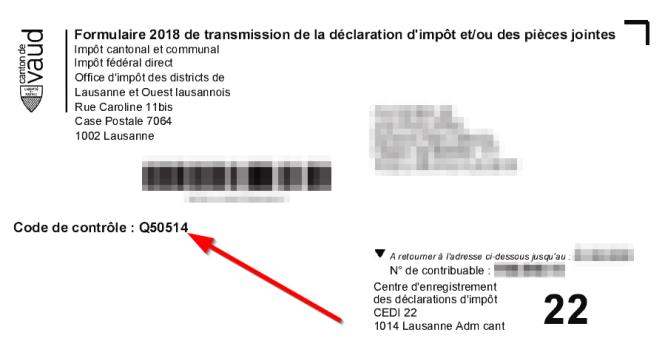 canton de
vaud
LIBERTÉ
ET
PATRIE
Formulaire 2018 de transmission de la déclaration d'impôt et/ou des pièces jointes
Impôt cantonal et communal
Impôt fédéral direct
Office d'impôt des districts de
Lausanne et Ouest lausannois
Rue Caroline 11bis
Case Postale 7064
1002 Lausanne
Code de contrôle : Q50514
A retourner à l'adresse ci-dessous jusqu'au :
N° de contribuable :
Centre d'enregistrement
des déclarations d'impôt
CEDI 22
1014 Lausanne Adm cant
22